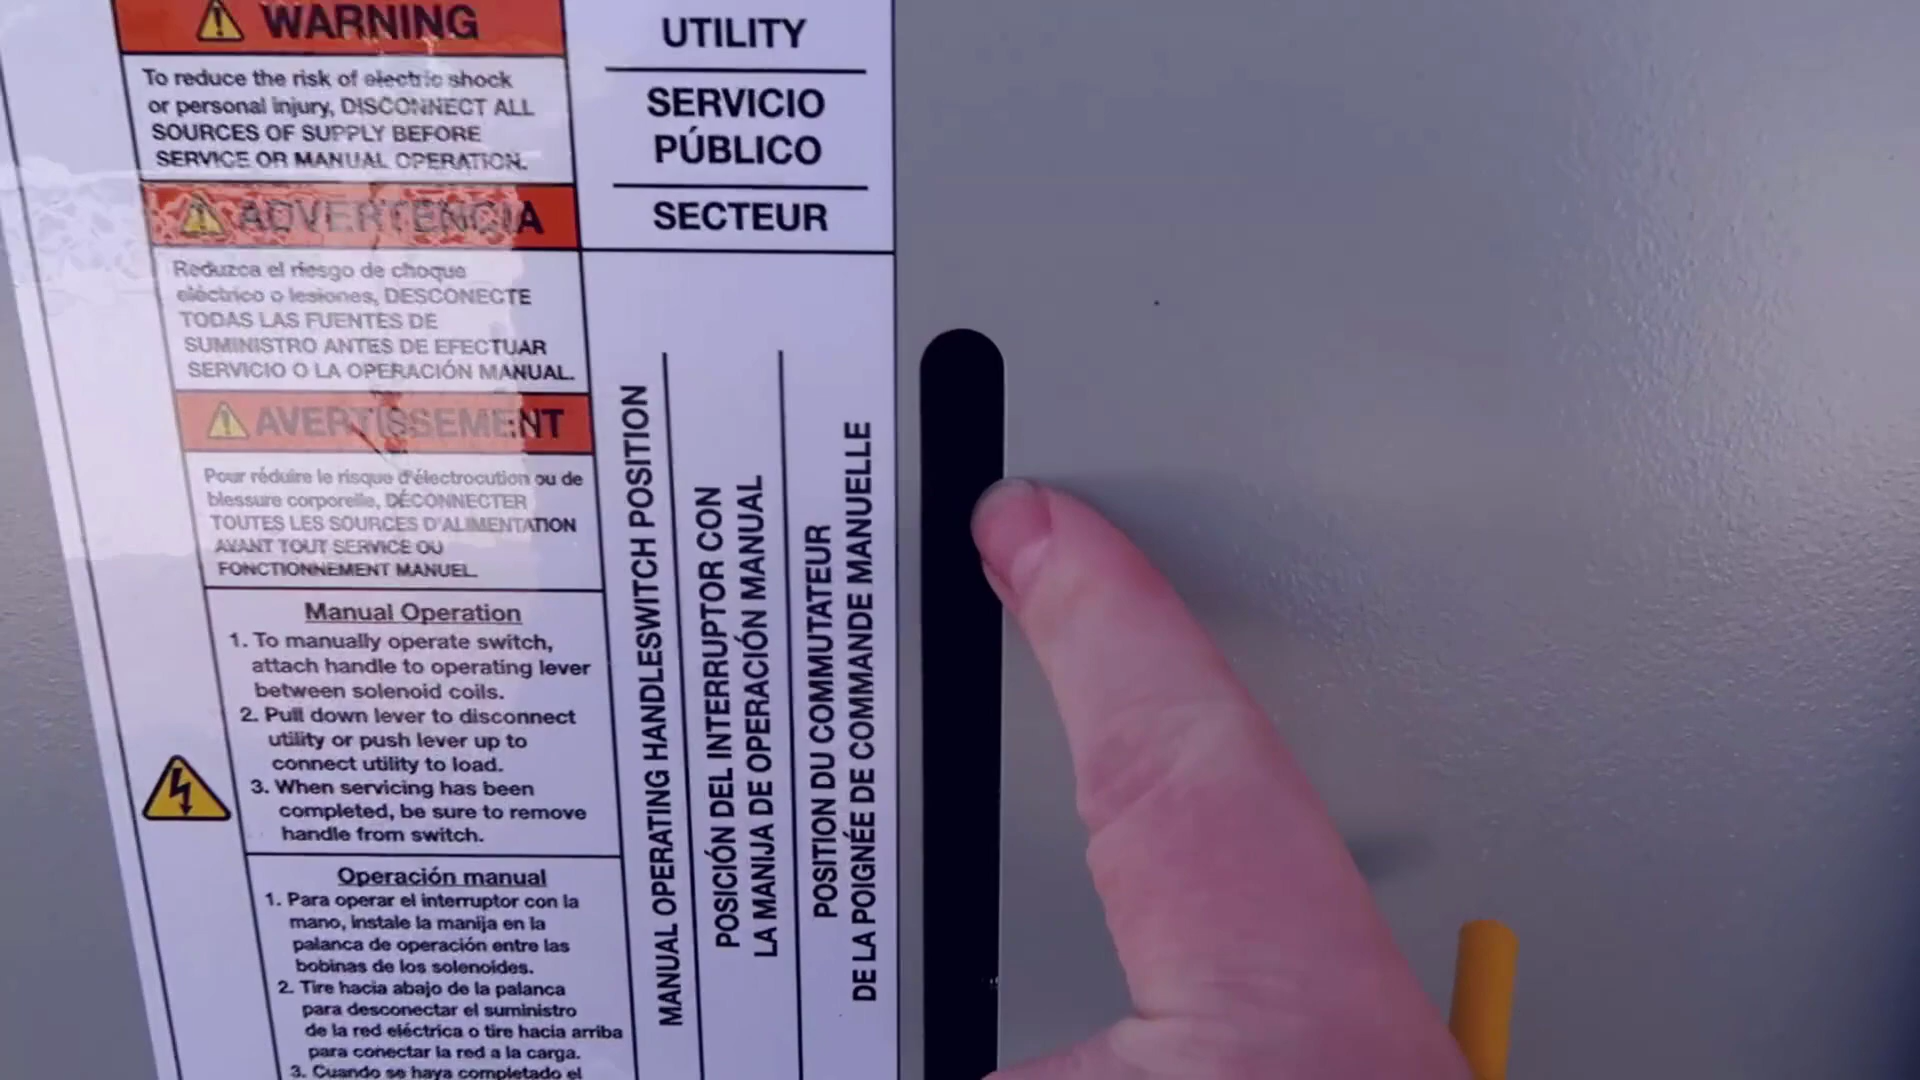 WARNING
To reduce the risk of electric shock
or personal injury, DISCONNECT ALL
SOURCES OF SUPPLY BEFORE
SERVICE OR MANUAL OPERATION.
ADVERTENCIA
Reduzca el riesgo de choque
eléctrico o lesiones, DESCONECTE
TODAS LAS FUENTES DE
SUMINISTRO ANTES DE EFECTUAR
SERVICIO O LA OPERACIÓN MANUAL.
AVERTISSEMENT
Pour réduire le risque d'électrocution ou de
blessure corporelle, DÉCONNECTER
TOUTES LES SOURCES D'ALIMENTATION
AVANT TOUT SERVICE OU
FONCTIONNEMENT MANUEL.
Manual Operation
1. To manually operate switch,
attach handle to operating lever
between solenoid coils.
2. Pull down lever to disconnect
utility or push lever up to
connect utility to load.
3. When servicing has been
completed, be sure to remove
handle from switch.
Operación manual
1. Para operar el interruptor con la
mano, instale la manija en la
palanca de operación entre las
bobinas de los solenoides.
2. Tire hacia abajo de la palanca
para desconectar el suministro
de la red eléctrica o tire hacia arriba
para conectar la red a la carga.
3. Cuando se haya completado el
UTILITY
SERVICIO
PÚBLICO
SECTEUR
MANUAL OPERATING HANDLESWITCH POSITION
POSICIÓN DEL INTERRUPTOR CON
LA MANIJA DE OPERACIÓN MANUAL
POSITION DU COMMUTATEUR
DE LA POIGNÉE DE COMMANDE MANUELLE